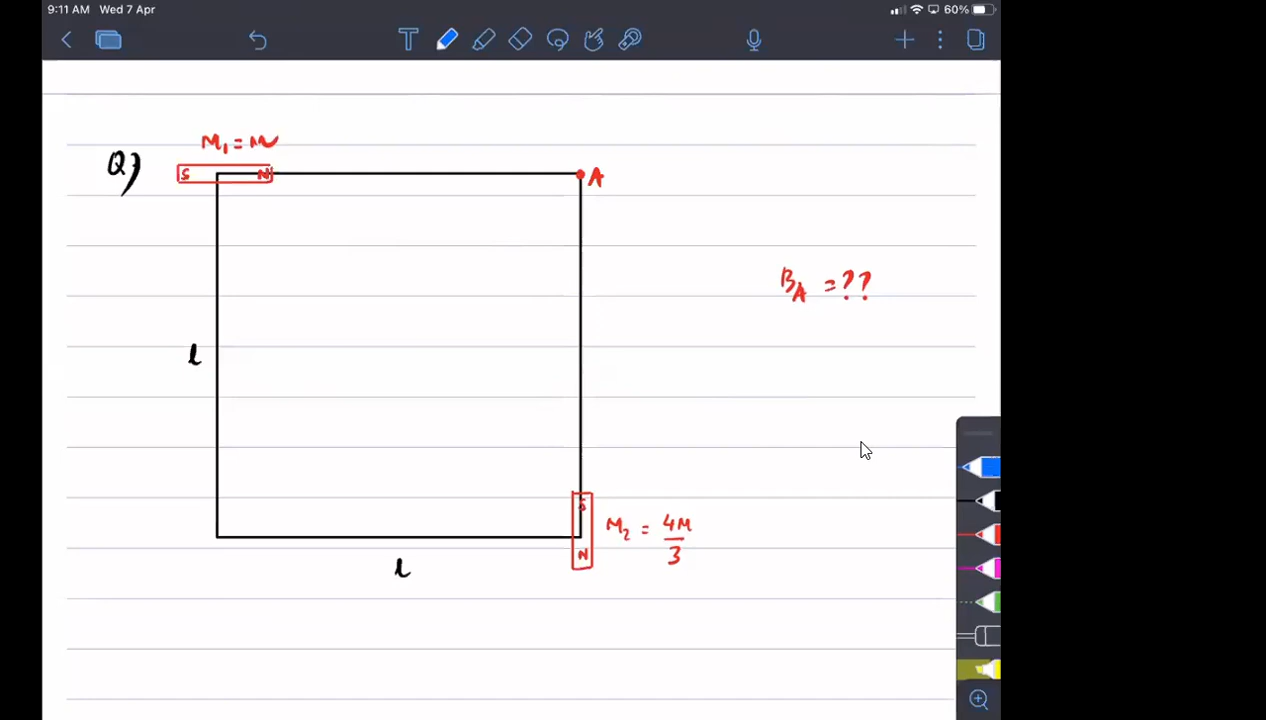 9:11 AM Wed 7 Apr
60%
T
M₁ = M
Q)
S N
A
B_A = ??
l
S
M₂ = 4M/3
N
l